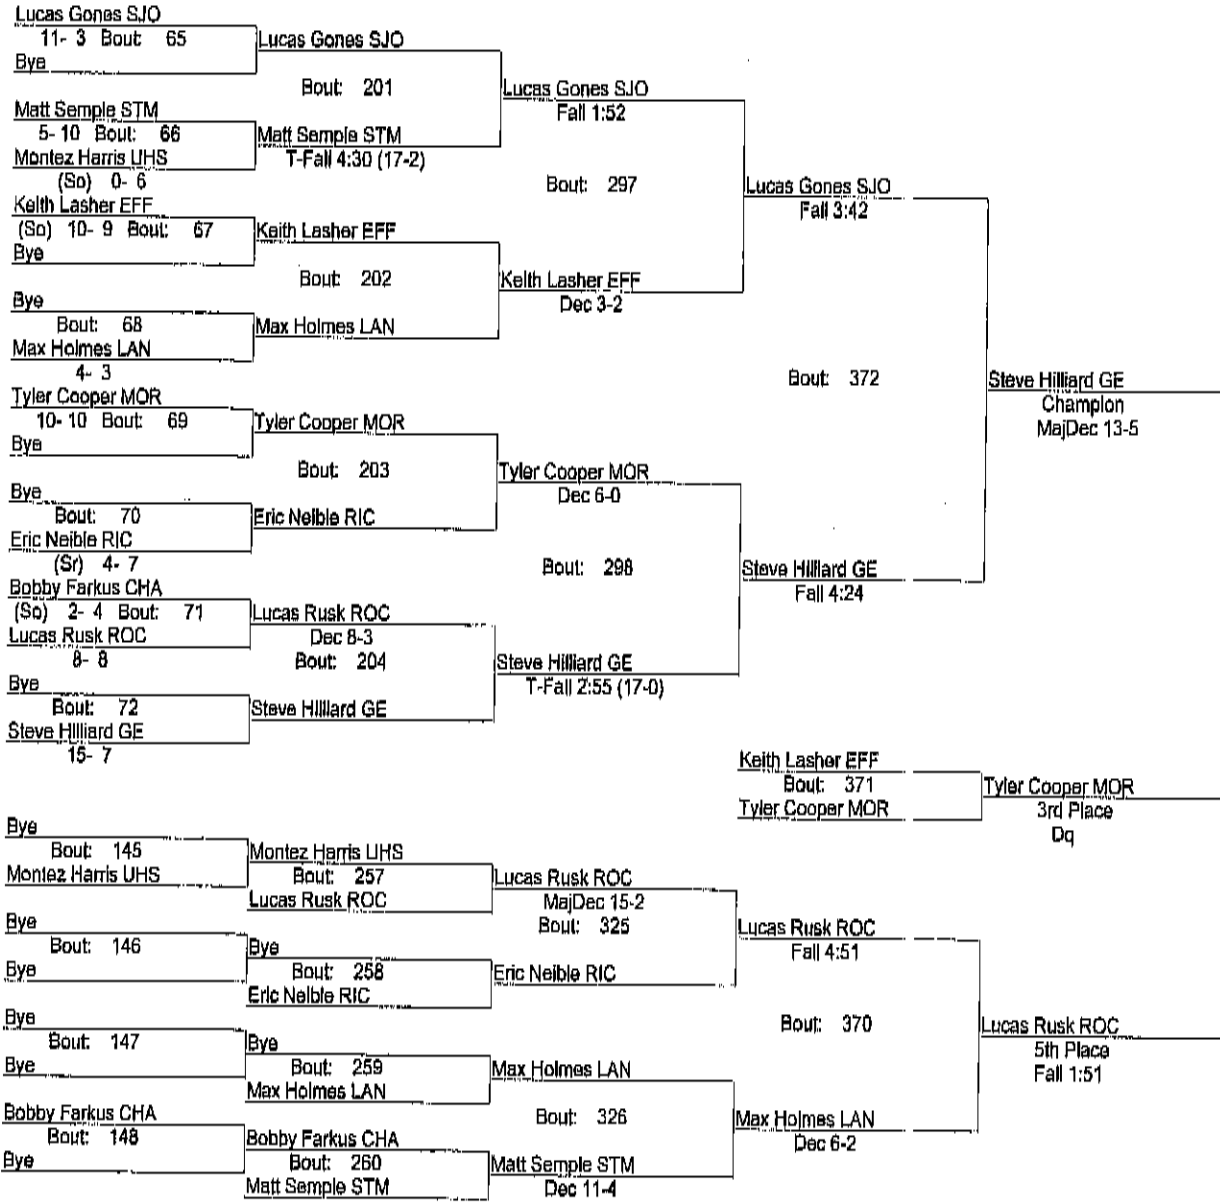 Lucas Gones SJO
11- 3 Bout: 65
Bye
Lucas Gones SJO
Bout: 201
Matt Semple STM
5- 10 Bout: 66
Montez Harris UHS
(So) 0- 6
Matt Semple STM
T-Fall 4:30 (17-2)
Lucas Gones SJO
Fall 1:52
Bout: 297
Keith Lasher EFF
(So) 10- 9 Bout: 67
Bye
Keith Lasher EFF
Bout: 202
Bye
Bout: 68
Max Holmes LAN
4- 3
Max Holmes LAN
Keith Lasher EFF
Dec 3-2
Lucas Gones SJO
Fall 3:42
Bout: 372
Tyler Cooper MOR
10- 10 Bout: 69
Bye
Tyler Cooper MOR
Bout: 203
Bye
Bout: 70
Eric Neible RIC
(Sr) 4- 7
Eric Neible RIC
Tyler Cooper MOR
Dec 6-0
Bout: 298
Bobby Farkus CHA
(So) 2- 4 Bout: 71
Lucas Rusk ROC
8- 8
Lucas Rusk ROC
Dec 8-3
Bout: 204
Bye
Bout: 72
Steve Hilliard GE
15- 7
Steve Hilliard GE
Steve Hilliard GE
T-Fall 2:55 (17-0)
Steve Hilliard GE
Fall 4:24
Steve Hilliard GE
Champion
MajDec 13-5
Keith Lasher EFF
Bout: 371
Tyler Cooper MOR
Tyler Cooper MOR
3rd Place
Dq
Bye
Bout: 145
Montez Harris UHS
Montez Harris UHS
Bout: 257
Lucas Rusk ROC
Lucas Rusk ROC
MajDec 15-2
Bout: 325
Bye
Bout: 146
Bye
Bye
Bout: 258
Eric Neible RIC
Eric Neible RIC
Lucas Rusk ROC
Fall 4:51
Bout: 370
Bye
Bout: 147
Bye
Bye
Bout: 259
Max Holmes LAN
Max Holmes LAN
Bout: 326
Bobby Farkus CHA
Bout: 148
Bye
Bobby Farkus CHA
Bout: 260
Matt Semple STM
Matt Semple STM
Dec 11-4
Max Holmes LAN
Dec 6-2
Lucas Rusk ROC
5th Place
Fall 1:51